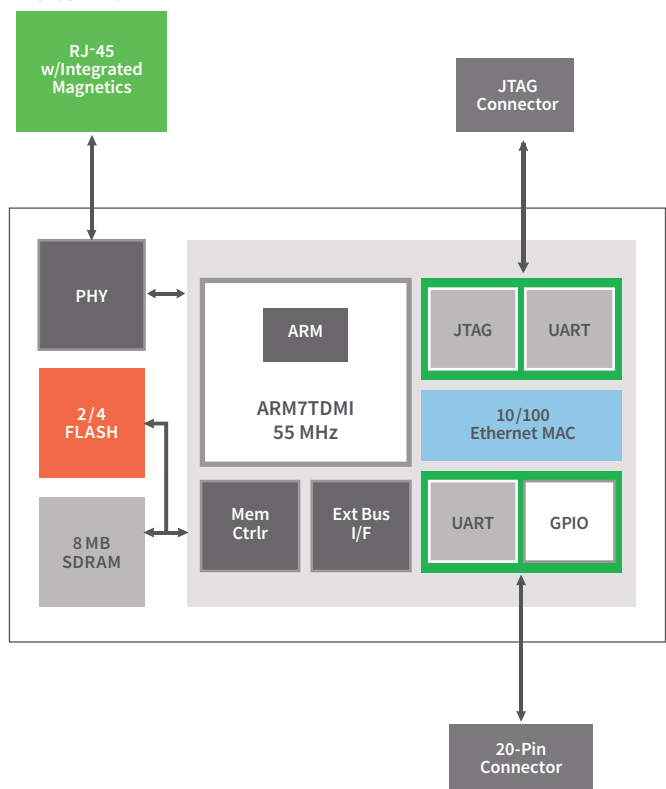 RJ-45
w/Integrated
Magnetics
JTAG
Connector
PHY
ARM
ARM7TDMI
55 MHz
JTAG
UART
2/4
FLASH
10/100
Ethernet MAC
8 MB
SDRAM
Mem
Ctrlr
Ext Bus
I/F
UART
GPIO
20-Pin
Connector